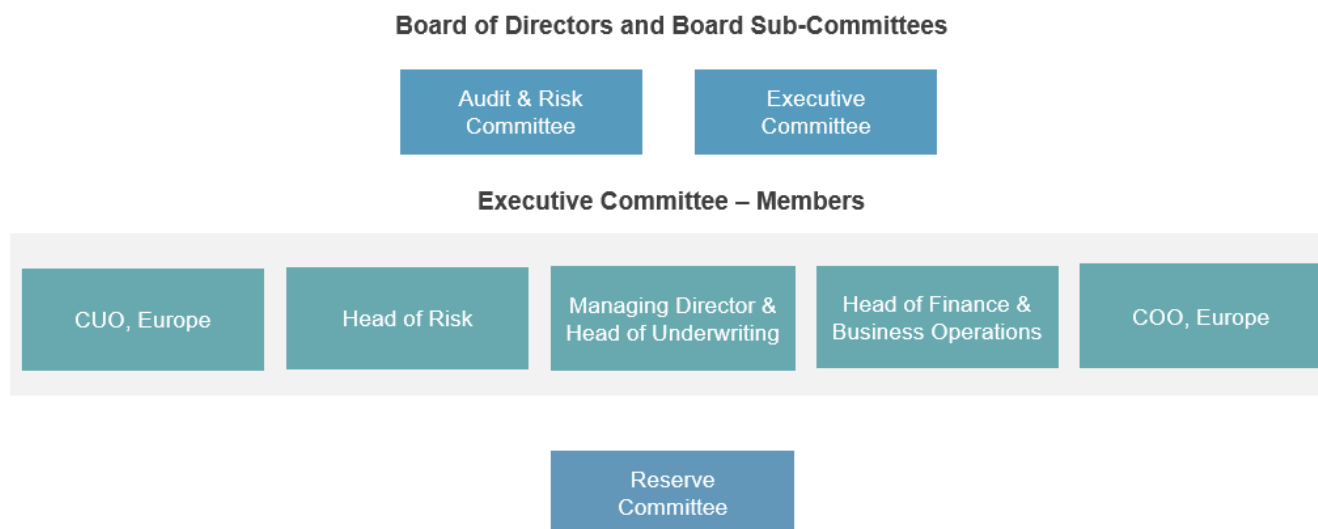 Board of Directors and Board Sub-Committees
Audit & Risk
Committee
Executive
Committee
Executive Committee – Members
CUO, Europe
Head of Risk
Managing Director &
Head of Underwriting
Head of Finance &
Business Operations
COO, Europe
Reserve
Committee